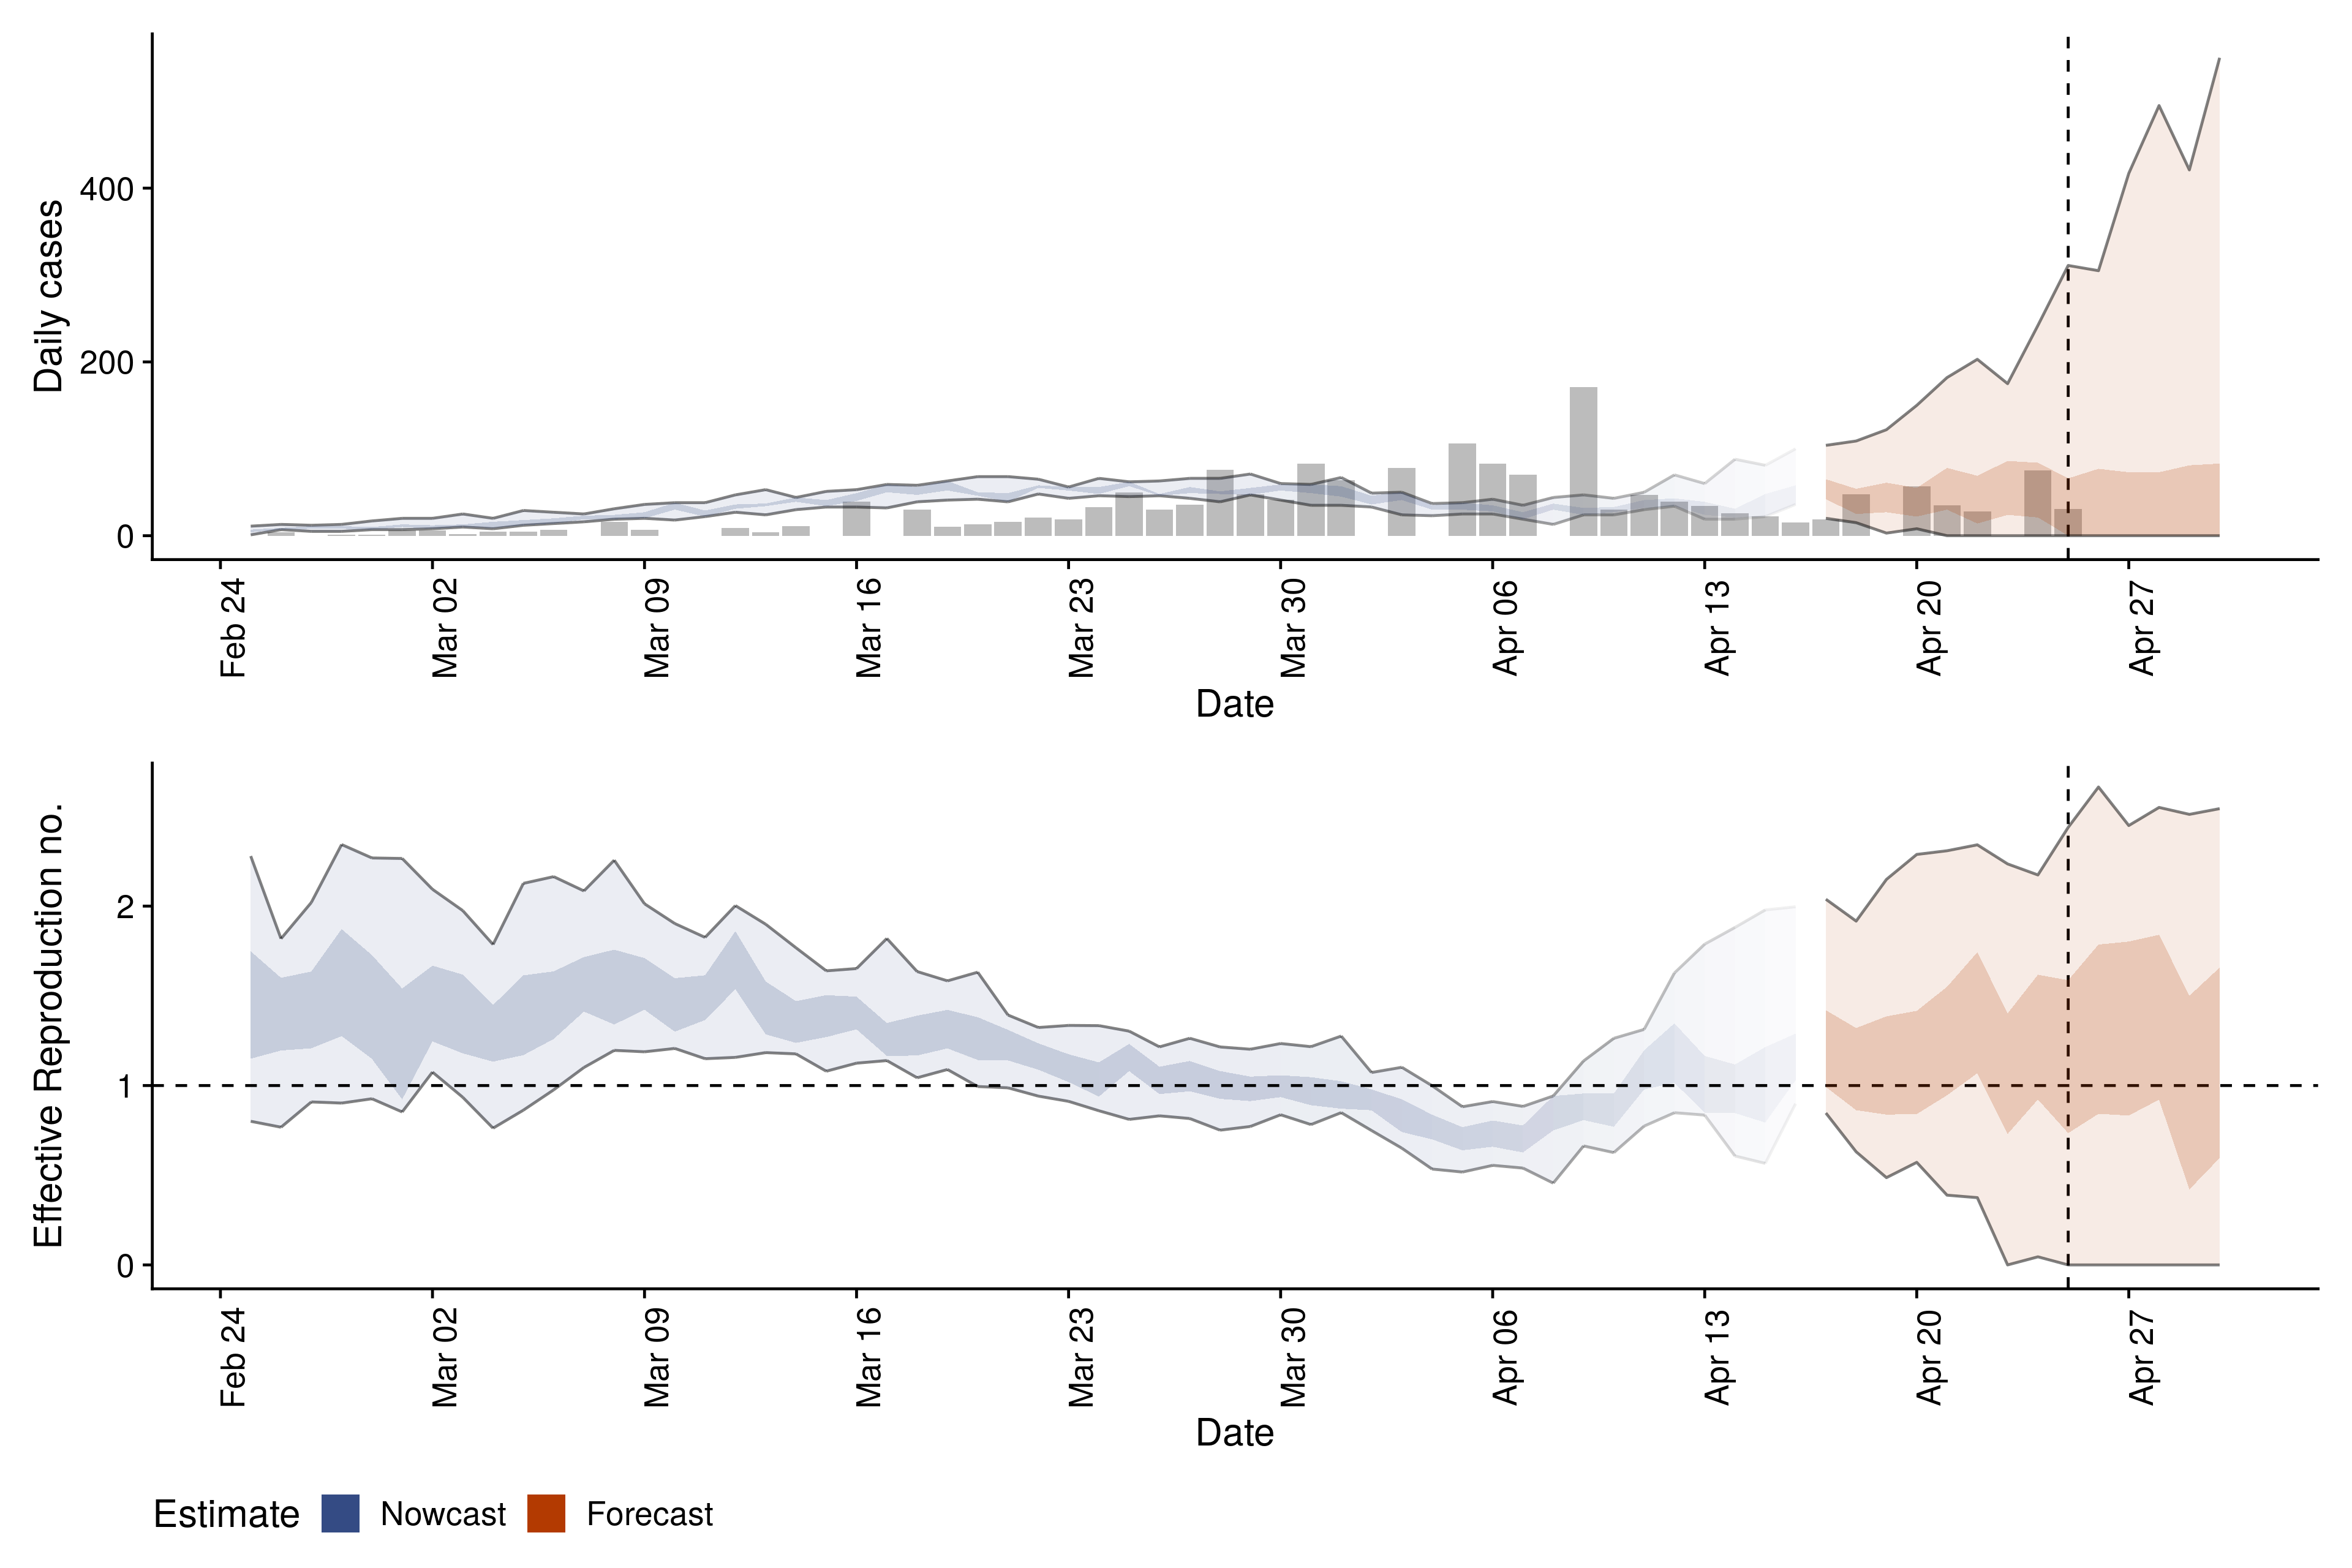 Daily cases
400
200
0
Feb 24
Mar 02
Mar 09
Mar 16
Mar 23
Mar 30
Apr 06
Apr 13
Apr 20
Apr 27
Date
Effective Reproduction no.
2
1
0
Feb 24
Mar 02
Mar 09
Mar 16
Mar 23
Mar 30
Apr 06
Apr 13
Apr 20
Apr 27
Date
Estimate Nowcast Forecast